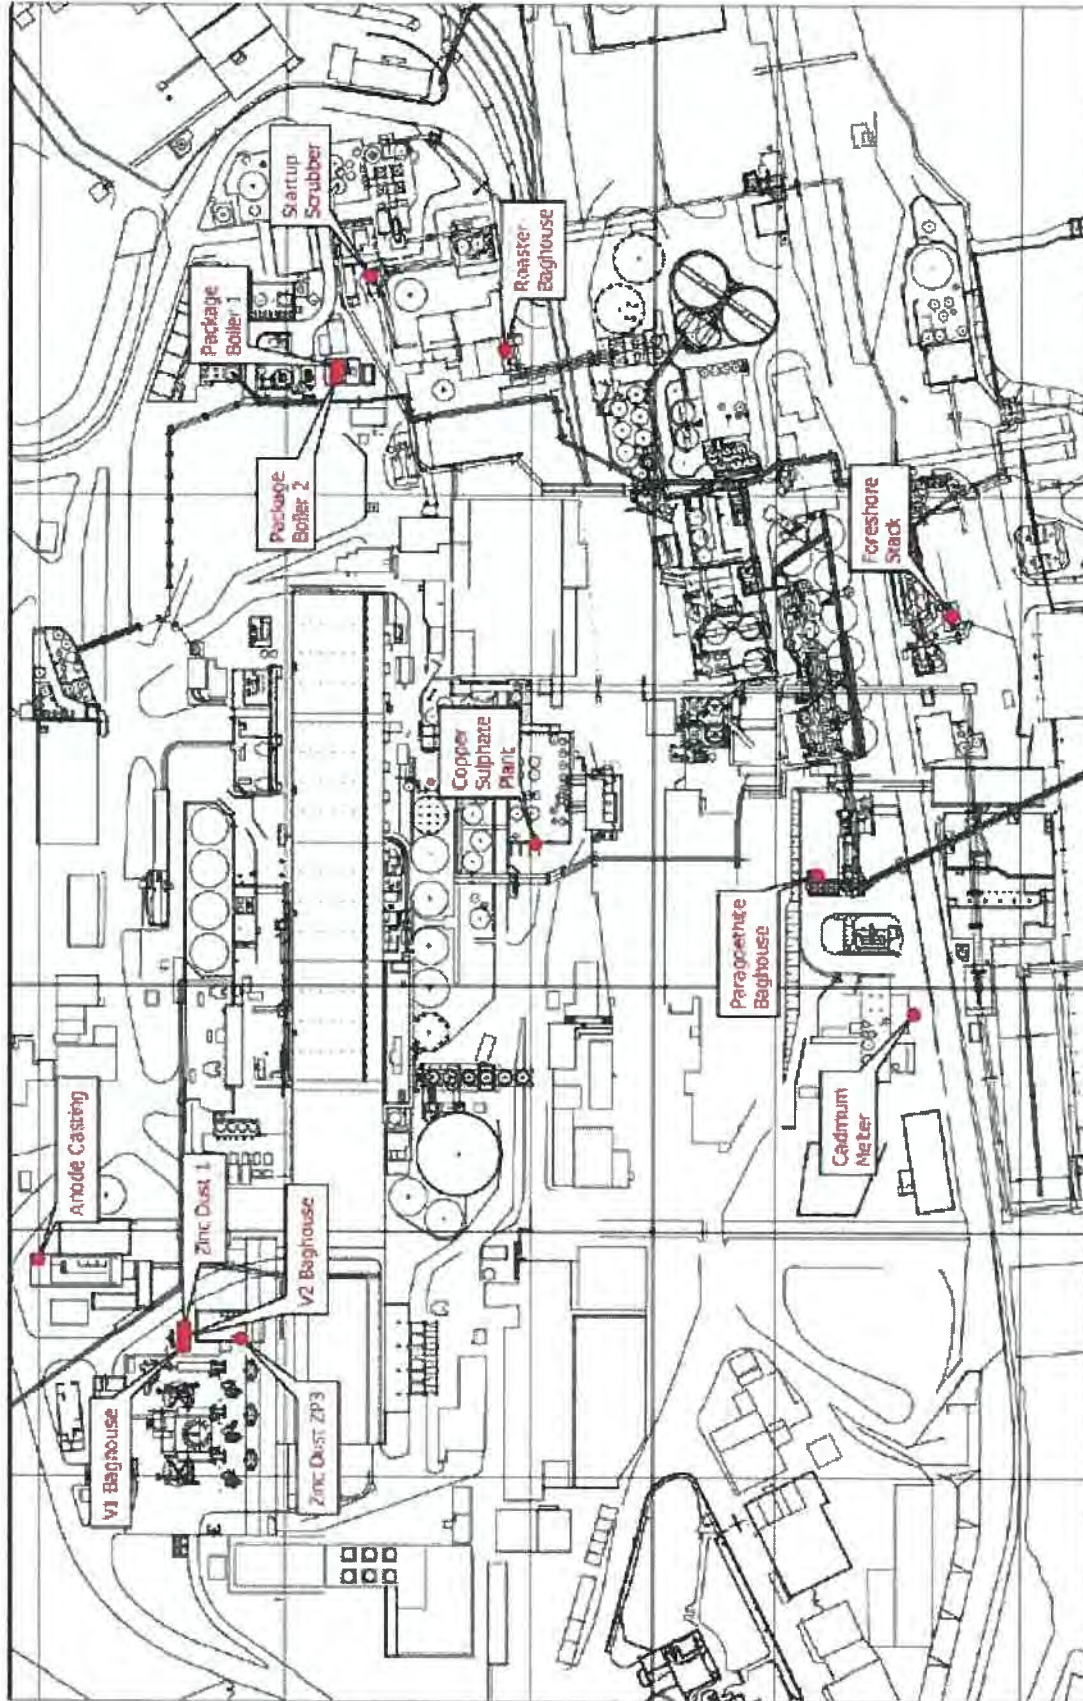 Startup
Scrubber
Package
Boiler 1
Roaster
Baghouse
Package
Boiler 2
Foreshore
Stack
Copper
Sulphate
Plant
Paragoethite
Baghouse
Cadmium
Meter
Anode Casting
Zinc Dust 1
V2 Baghouse
V1 Baghouse
Zinc Dust ZP3